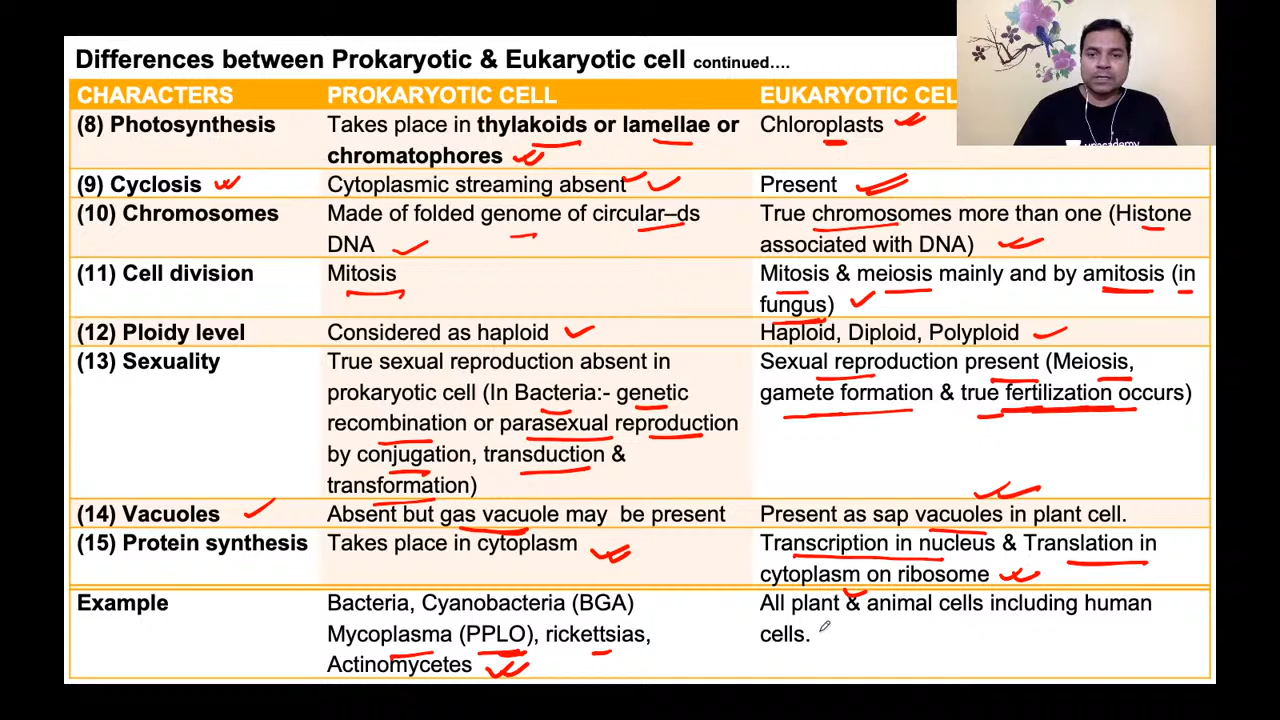 Differences between Prokaryotic & Eukaryotic cell continued....
CHARACTERS PROKARYOTIC CELL EUKARYOTIC CEL
(8) Photosynthesis Takes place in thylakoids or lamellae or Chloroplasts
chromatophores
(9) Cyclosis Cytoplasmic streaming absent Present
(10) Chromosomes Made of folded genome of circular–ds True chromosomes more than one (Histone
DNA associated with DNA)
(11) Cell division Mitosis Mitosis & meiosis mainly and by amitosis (in
fungus)
(12) Ploidy level Considered as haploid Haploid, Diploid, Polyploid
(13) Sexuality True sexual reproduction absent in Sexual reproduction present (Meiosis,
prokaryotic cell (In Bacteria:- genetic gamete formation & true fertilization occurs)
recombination or parasexual reproduction
by conjugation, transduction &
transformation)
(14) Vacuoles Absent but gas vacuole may be present Present as sap vacuoles in plant cell.
(15) Protein synthesis Takes place in cytoplasm Transcription in nucleus & Translation in
cytoplasm on ribosome
Example Bacteria, Cyanobacteria (BGA) All plant & animal cells including human
Mycoplasma (PPLO), rickettsias, cells.
Actinomycetes